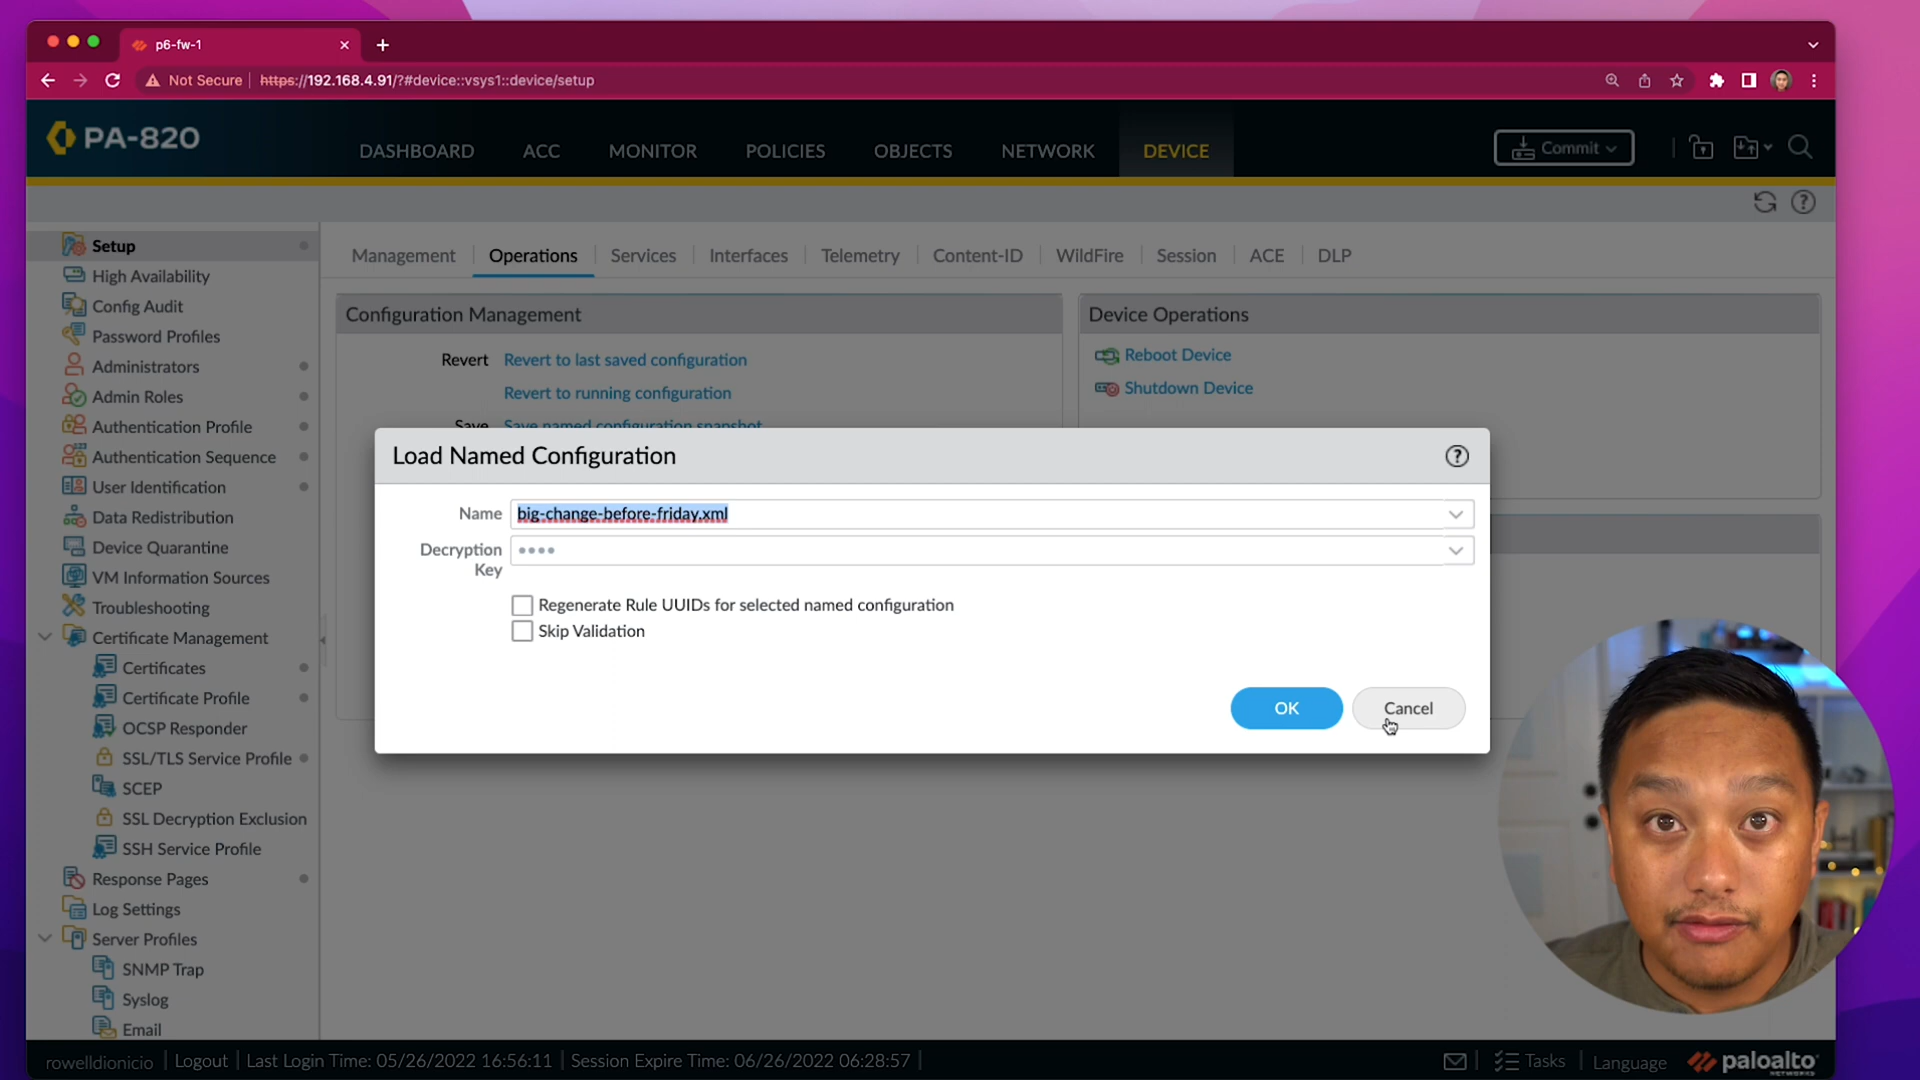 p6-fw-1
Not Secure
https://192.168.4.91/?#device::vsys1::device/setup
PA-820
DASHBOARD
ACC
MONITOR
POLICIES
OBJECTS
NETWORK
DEVICE
Commit
Setup
High Availability
Config Audit
Password Profiles
Administrators
Admin Roles
Authentication Profile
Authentication Sequence
User Identification
Data Redistribution
Device Quarantine
VM Information Sources
Troubleshooting
Certificate Management
Certificates
Certificate Profile
OCSP Responder
SSL/TLS Service Profile
SCEP
SSL Decryption Exclusion
SSH Service Profile
Response Pages
Log Settings
Server Profiles
SNMP Trap
Syslog
Email
Management
Operations
Services
Interfaces
Telemetry
Content-ID
WildFire
Session
ACE
DLP
Configuration Management
Revert
Revert to last saved configuration
Revert to running configuration
Save
Save named configuration snapshot
Device Operations
Reboot Device
Shutdown Device
Load Named Configuration
Name
big-change-before-friday.xml
Decryption
Key
Regenerate Rule UUIDs for selected named configuration
Skip Validation
OK
Cancel
rowelldionicio
Logout
Last Login Time: 05/26/2022 16:56:11
Session Expire Time: 06/26/2022 06:28:57
Tasks
Language
paloalto
NETWORKS